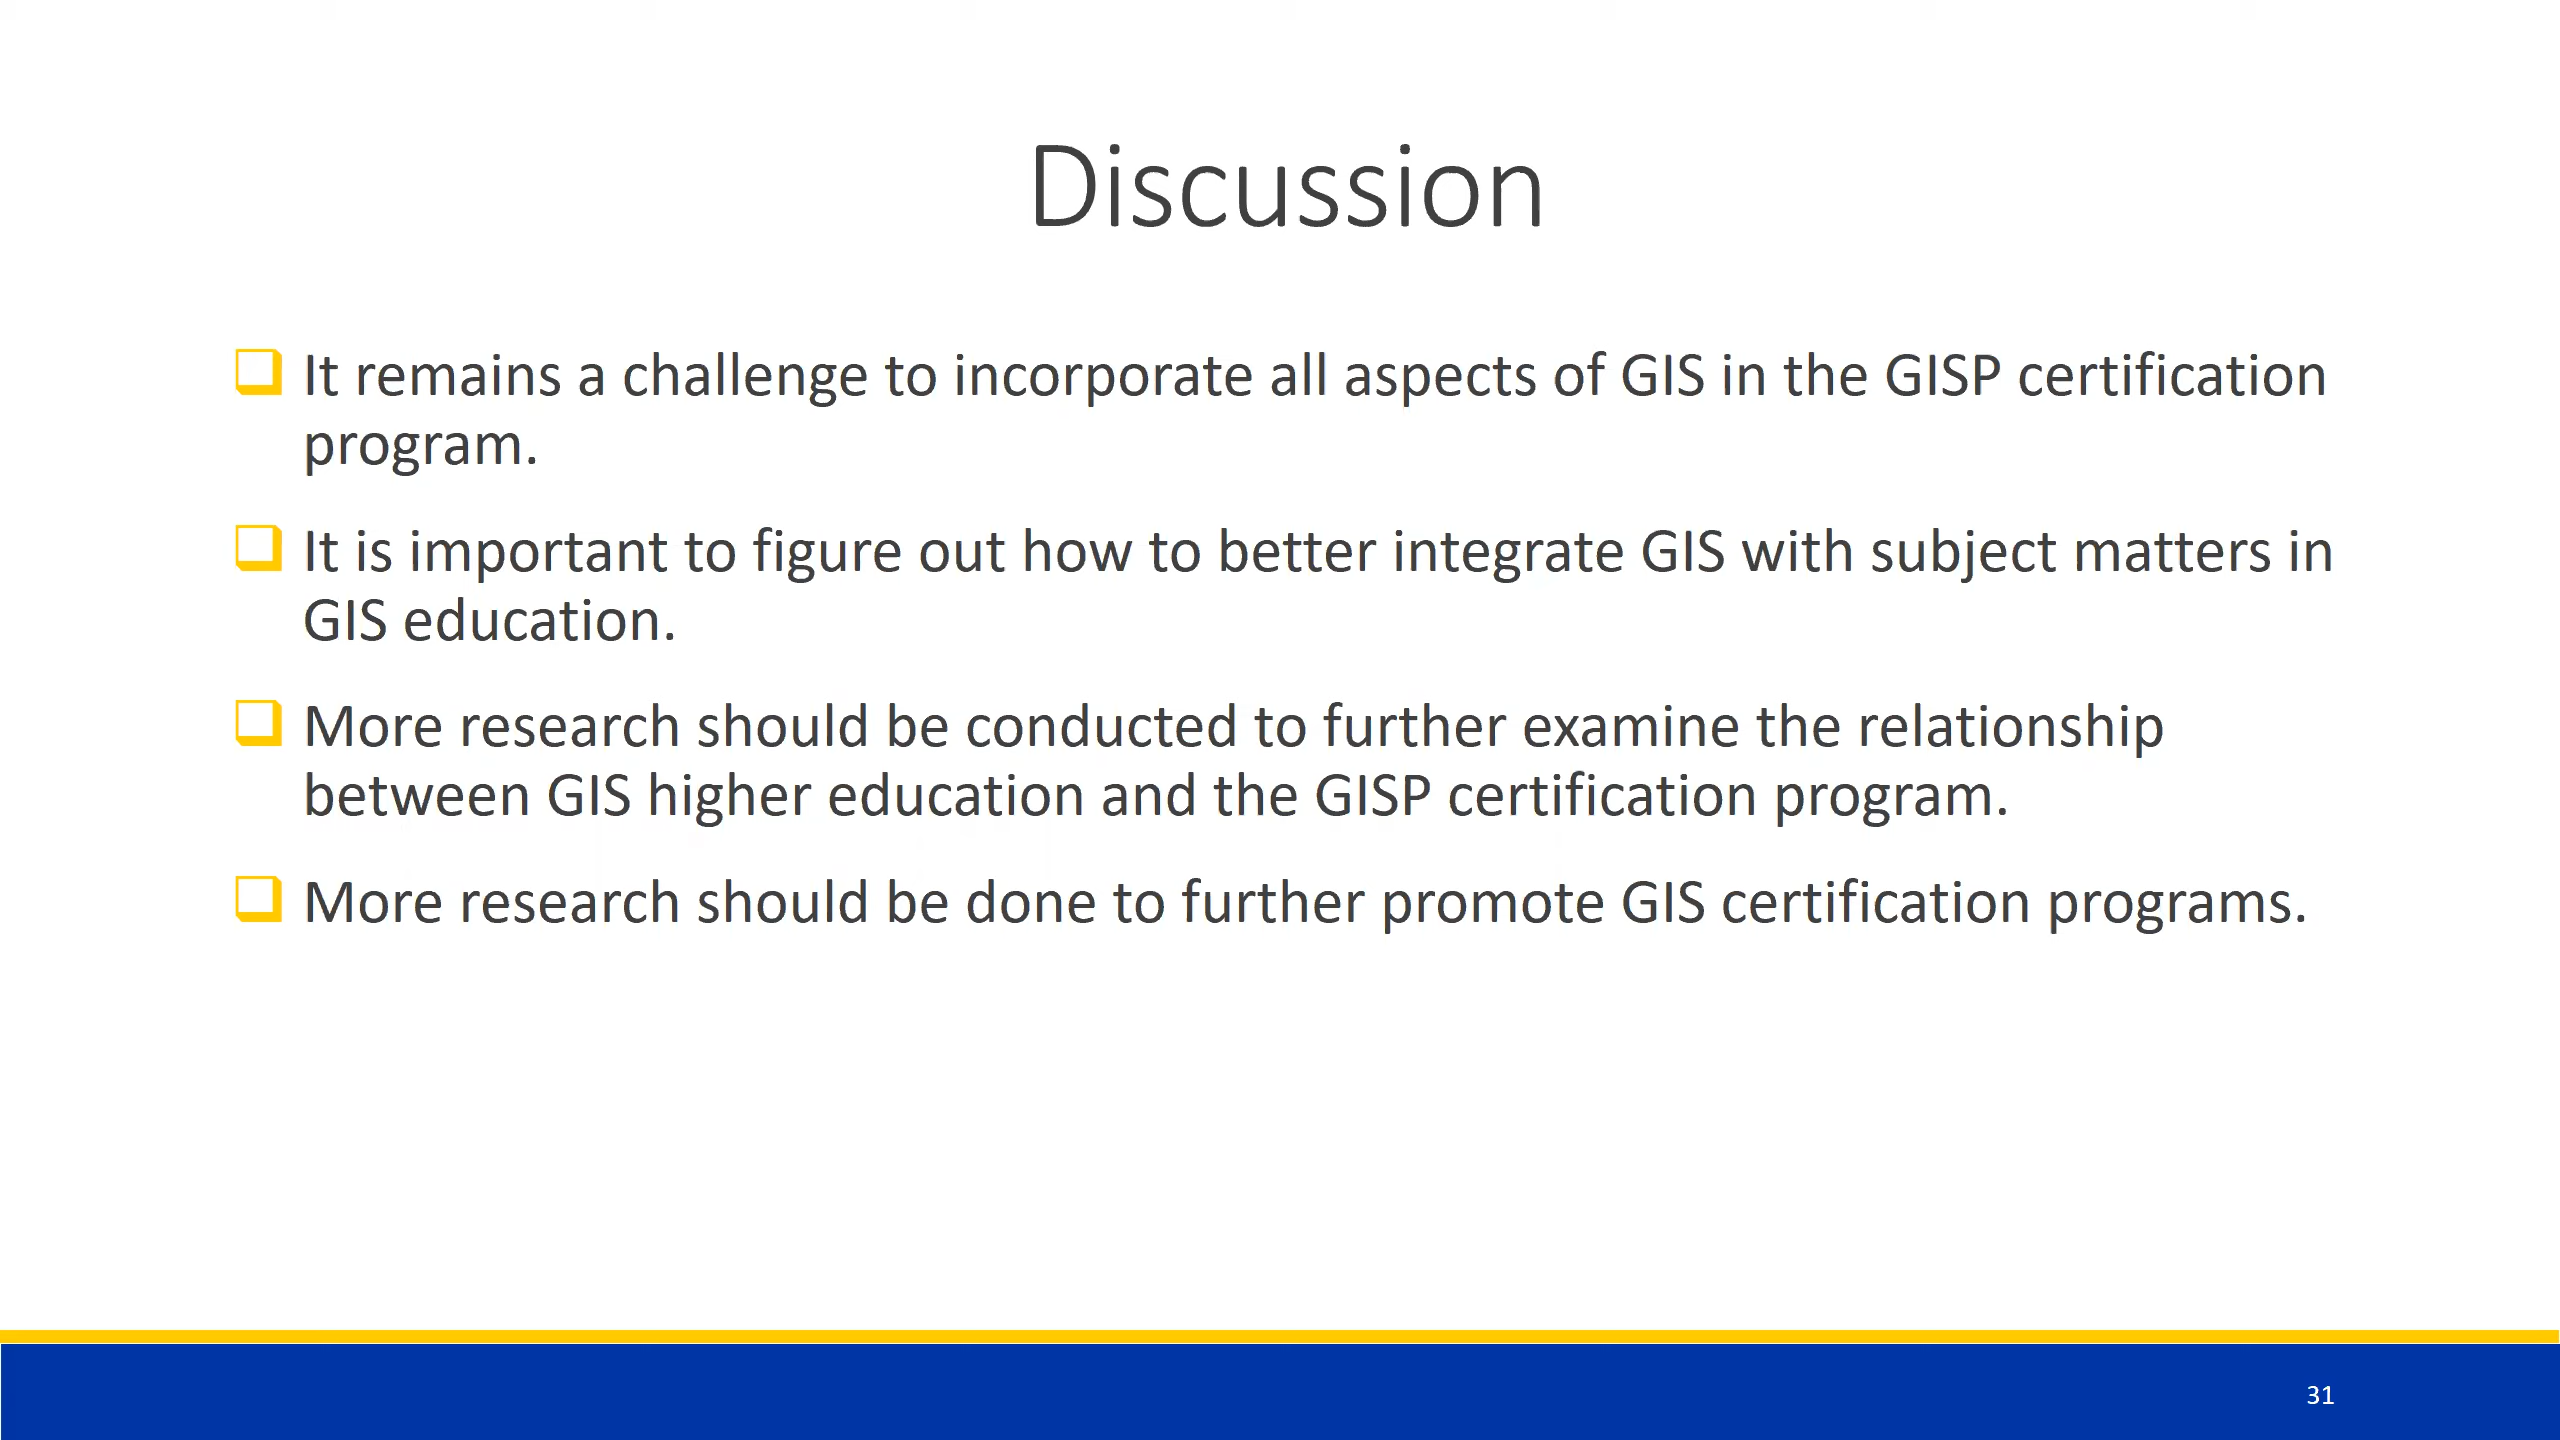 Discussion
It remains a challenge to incorporate all aspects of GIS in the GISP certification
program.
It is important to figure out how to better integrate GIS with subject matters in
GIS education.
More research should be conducted to further examine the relationship
between GIS higher education and the GISP certification program.
More research should be done to further promote GIS certification programs.
31